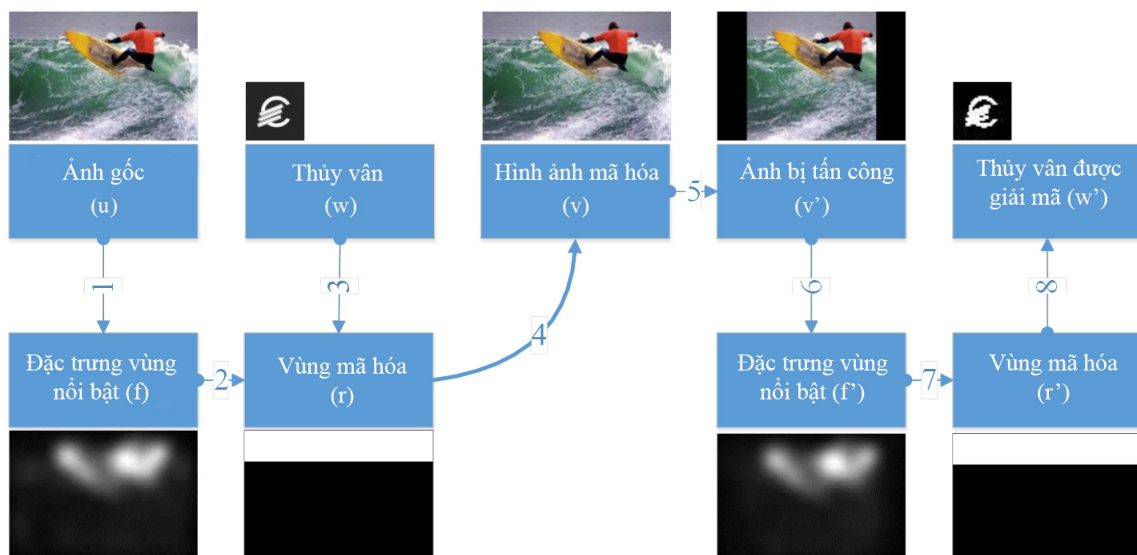 Ảnh gốc
(u)
Thủy vân
(w)
Hình ảnh mã hóa
(v)
5
Ảnh bị tấn công
(v’)
Thủy vân được
giải mã (w’)
1
3
4
6
8
Đặc trưng vùng
nổi bật (f)
2
Vùng mã hóa
(r)
Đặc trưng vùng
nổi bật (f’)
7
Vùng mã hóa
(r’)